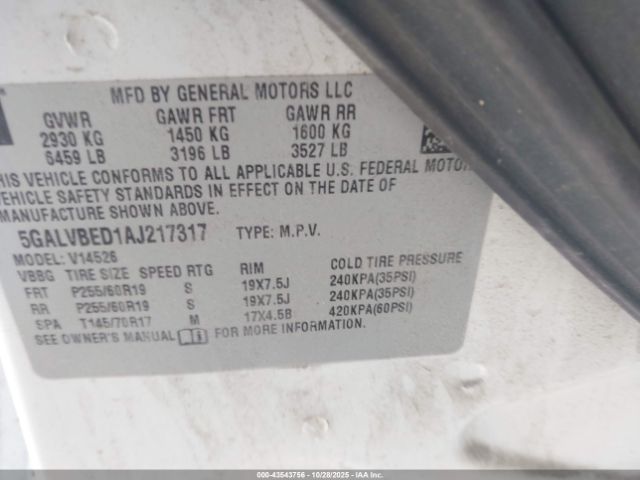 MFD BY GENERAL MOTORS LLC
GVWR GAWR FRT GAWR RR
2930 KG 1450 KG 1600 KG
6459 LB 3196 LB 3527 LB
HIS VEHICLE CONFORMS TO ALL APPLICABLE U.S. FEDERAL MOTOR
VEHICLE SAFETY STANDARDS IN EFFECT ON THE DATE OF
MANUFACTURE SHOWN ABOVE.
5GALVBED1AJ217317 TYPE: M.P.V.
MODEL: V14526
VBBG TIRE SIZE SPEED RTG RIM COLD TIRE PRESSURE
FRT P255/60R19 S 19X7.5J 240KPA(35PSI)
RR P255/60R19 S 19X7.5J 240KPA(35PSI)
SPA T145/70R17 M 17X4.5B 420KPA(60PSI)
SEE OWNER'S MANUAL FOR MORE INFORMATION.
000-43543756 | 10/28/2025 - IAA Inc.